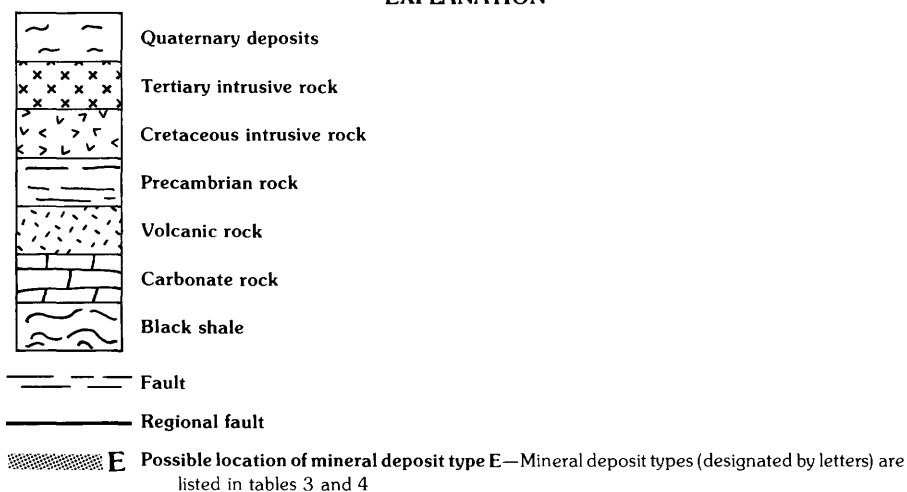 EXPLANATION
Quaternary deposits
Tertiary intrusive rock
Cretaceous intrusive rock
Precambrian rock
Volcanic rock
Carbonate rock
Black shale
Fault
Regional fault
E Possible location of mineral deposit type E—Mineral deposit types (designated by letters) are
listed in tables 3 and 4